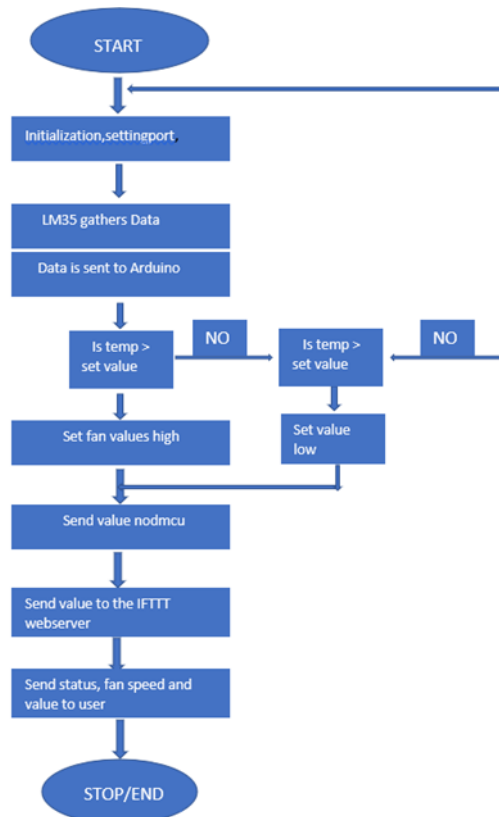 START
Initialization,settingport,
LM35 gathers Data
Data is sent to Arduino
Is temp >
set value
NO
Is temp >
set value
NO
Set fan values high
Set value
low
Send value nodmcu
Send value to the IFTTT
webserver
Send status, fan speed and
value to user
STOP/END